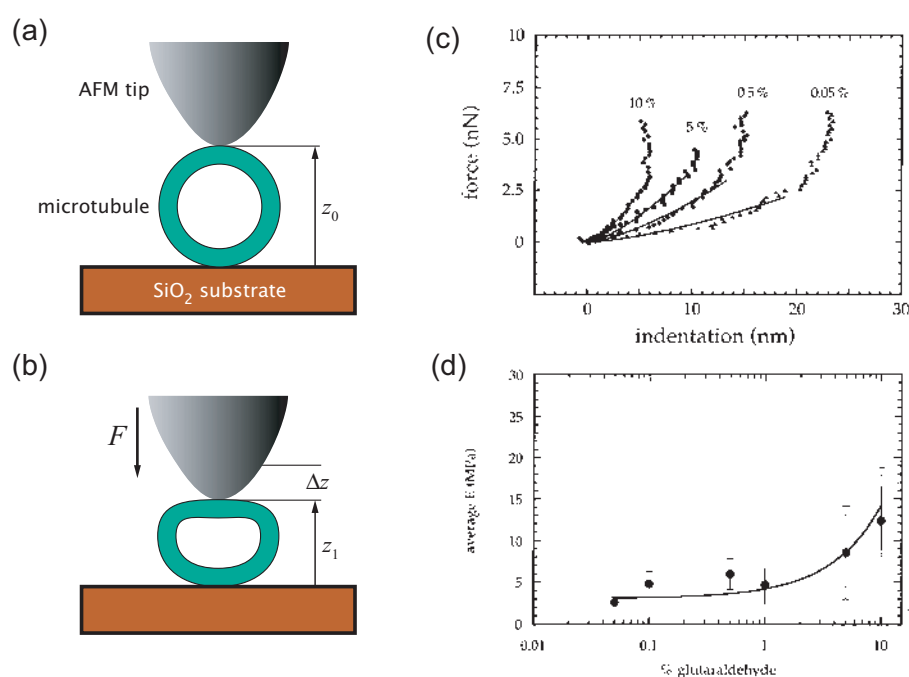 (a)
AFM tip
microtubule
z0
SiO2 substrate
(b)
F
Δz
z1
(c)
10
7.5
5.0
2.5
0
force (nN)
10 %
5 %
0.5 %
0.05 %
0
10
20
30
indentation (nm)
(d)
30
25
20
15
10
5
0
average E (MPa)
0.01
0.1
1
10
% glutaraldehyde